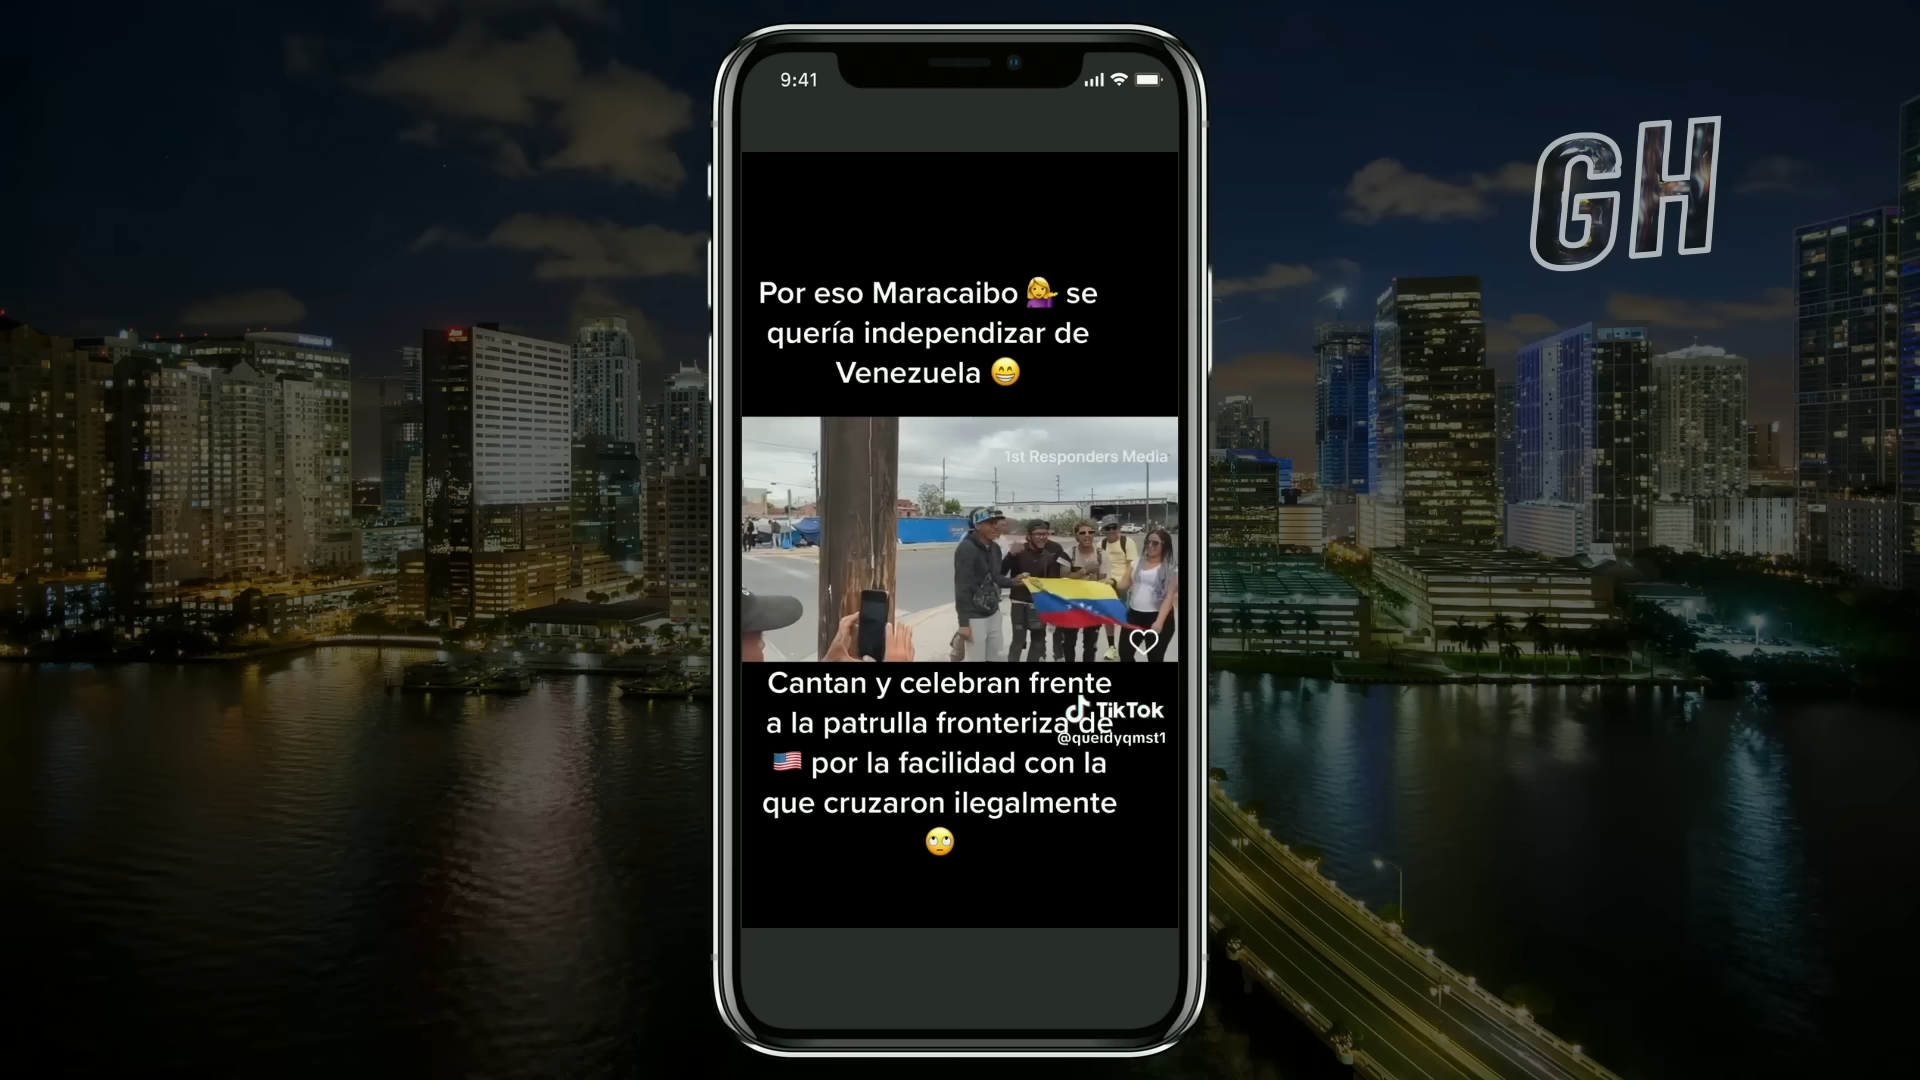 9:41
GH
Por eso Maracaibo 💁‍♀️ se
quería independizar de
Venezuela 😁
1st Responders Media
Cantan y celebran frente
a la patrulla fronteriza de
🇺🇸 por la facilidad con la
que cruzaron ilegalmente
🙄
TikTok
@queidyqmst1